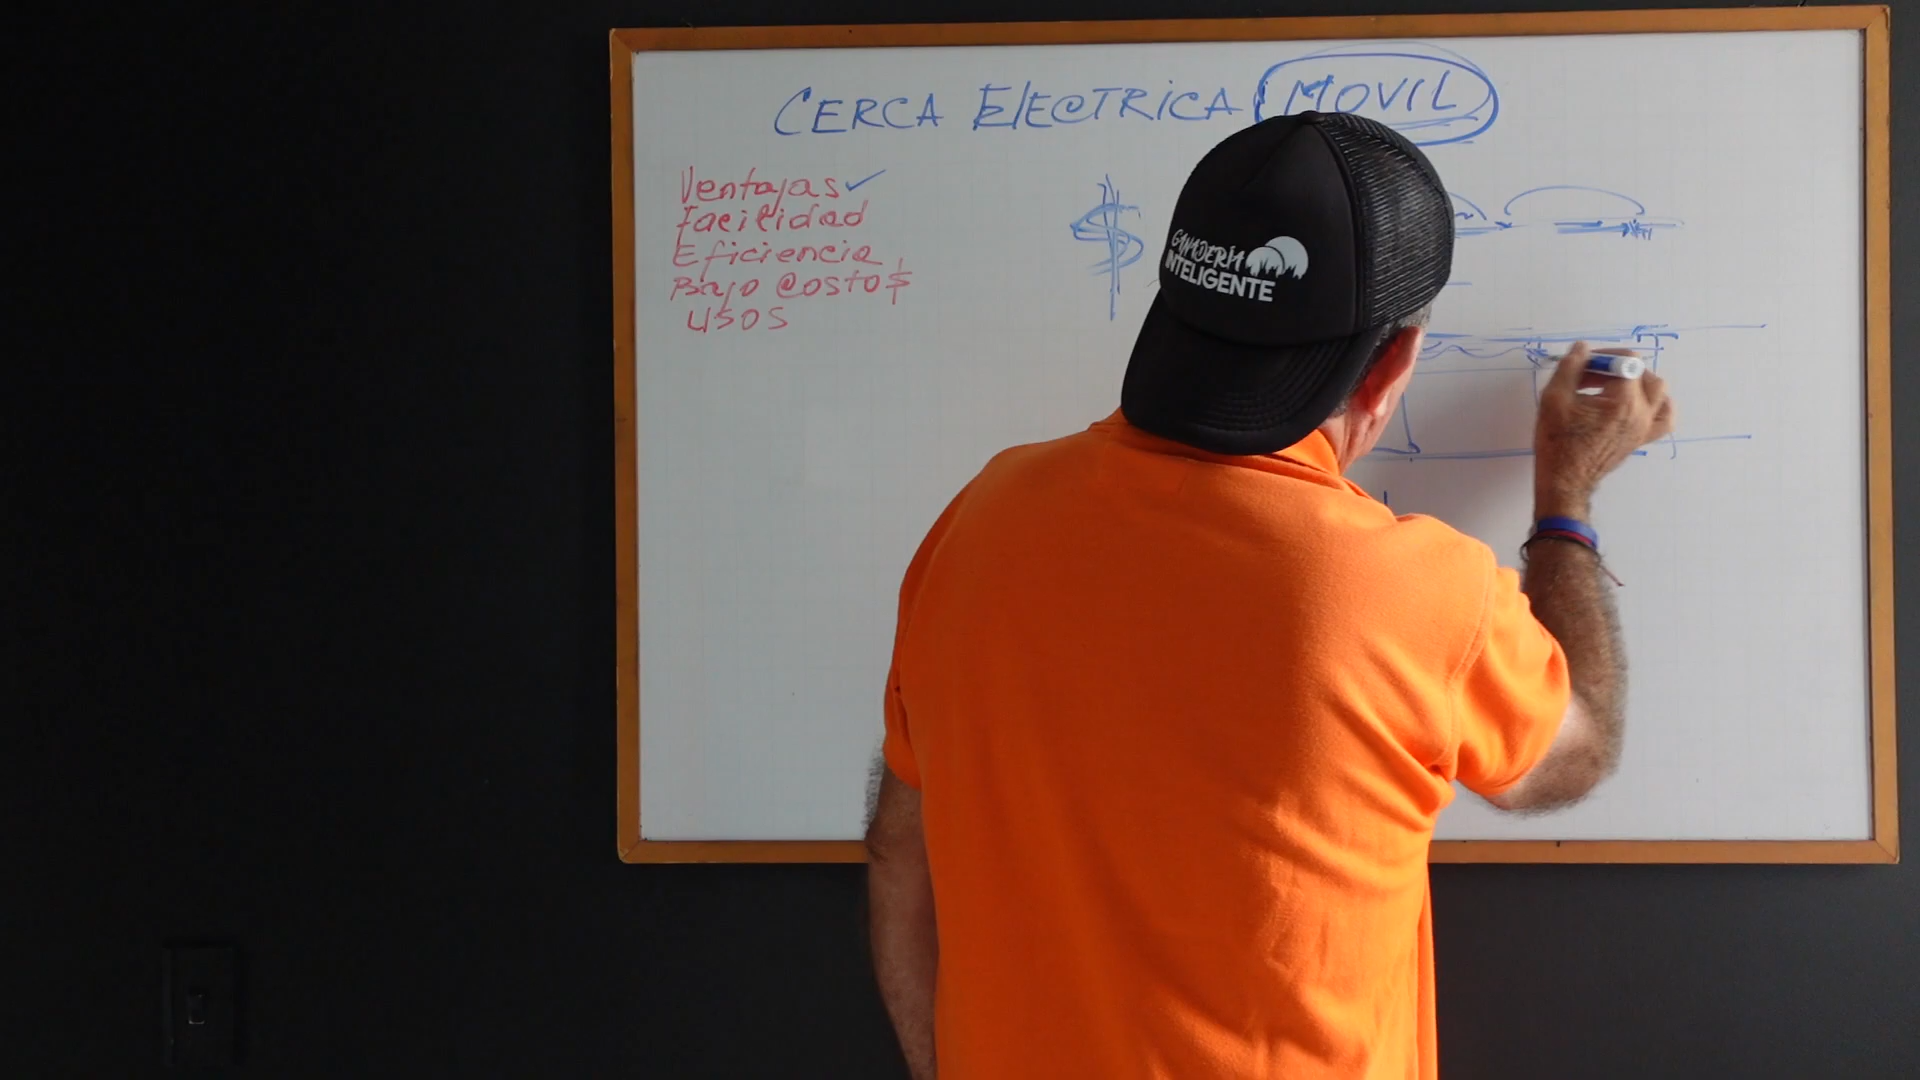 CERCA ElECTRICA MOVIL
Ventajas
facilidad
Eficiencia
Bajo Costo $
USOS
$
GANADERÍA
INTELIGENTE